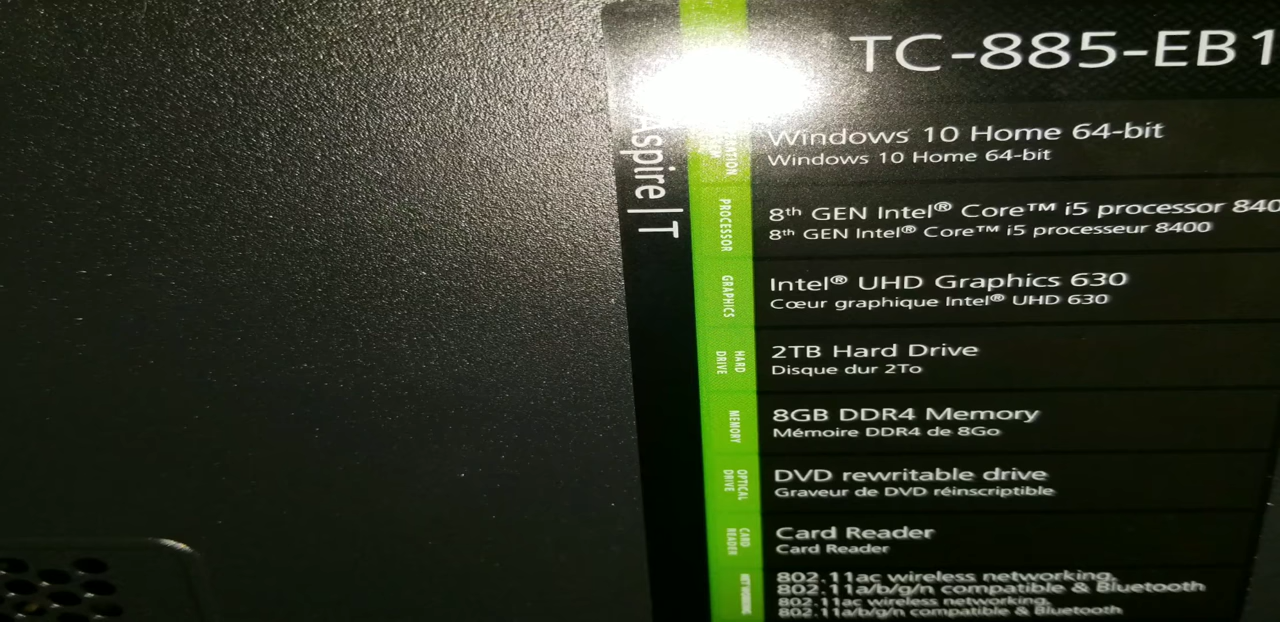 TC-885-EB1
Aspire|T
Windows 10 Home 64-bit
Windows 10 Home 64-bit
PROCESSOR
8th GEN Intel® Core™ i5 processor 840
8th GEN Intel® Core™ i5 processeur 8400
GRAPHICS
Intel® UHD Graphics 630
Cœur graphique Intel® UHD 630
HARD
DRIVE
2TB Hard Drive
Disque dur 2To
MEMORY
8GB DDR4 Memory
Mémoire DDR4 de 8Go
OPTICAL
DRIVE
DVD rewritable drive
Graveur de DVD réinscriptible
CARD
READER
Card Reader
Card Reader
NETWORKING
802.11ac wireless networking,
802.11a/b/g/n compatible & Bluetooth
802.11ac wireless networking,
802.11a/b/g/n compatible & Bluetooth